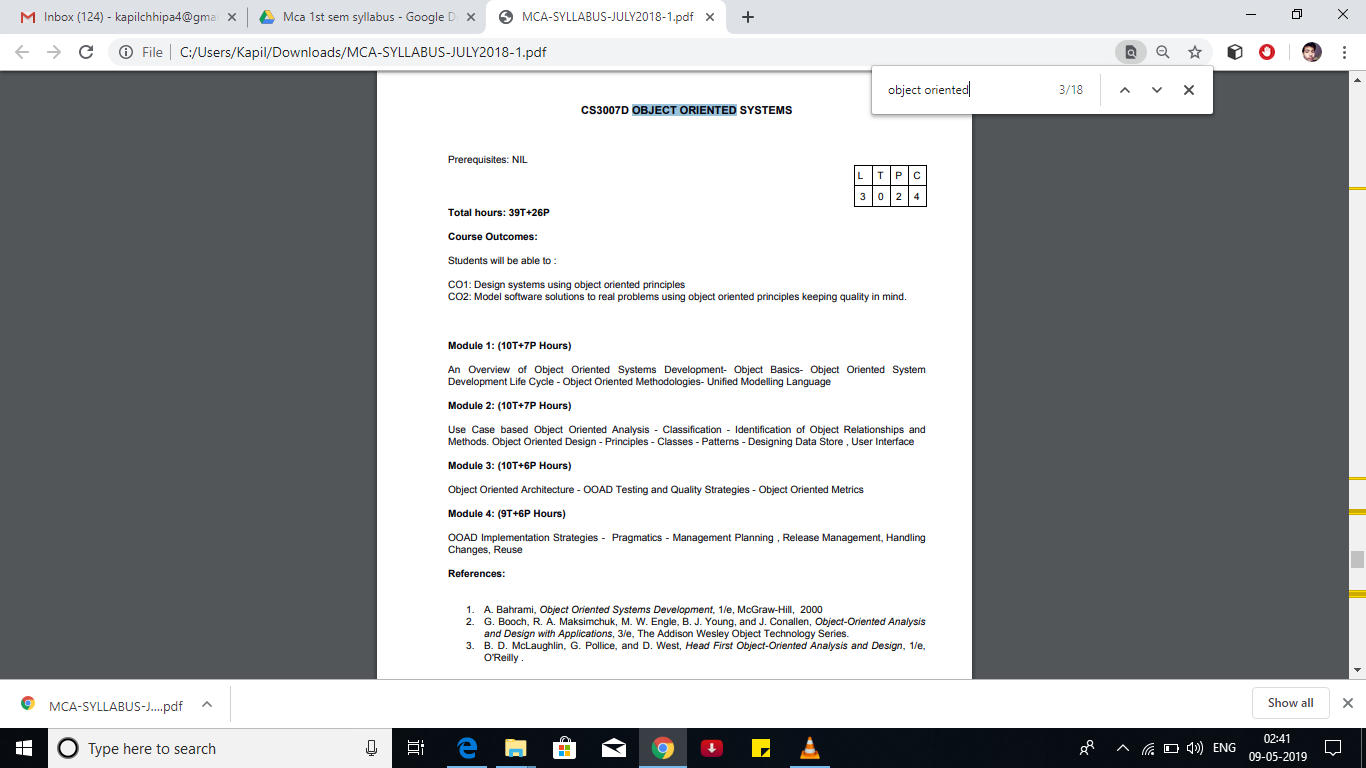 Inbox (124) - kapilchhipa4@gma
Mca 1st sem syllabus - Google D
MCA-SYLLABUS-JULY2018-1.pdf
File
C:/Users/Kapil/Downloads/MCA-SYLLABUS-JULY2018-1.pdf
object oriented 3/18
CS3007D OBJECT ORIENTED SYSTEMS
Prerequisites: NIL
L T P C
3 0 2 4
Total hours: 39T+26P
Course Outcomes:
Students will be able to :
CO1: Design systems using object oriented principles
CO2: Model software solutions to real problems using object oriented principles keeping quality in mind.
Module 1: (10T+7P Hours)
An Overview of Object Oriented Systems Development- Object Basics- Object Oriented System
Development Life Cycle - Object Oriented Methodologies- Unified Modelling Language
Module 2: (10T+7P Hours)
Use Case based Object Oriented Analysis - Classification - Identification of Object Relationships and
Methods. Object Oriented Design - Principles - Classes - Patterns - Designing Data Store , User Interface
Module 3: (10T+6P Hours)
Object Oriented Architecture - OOAD Testing and Quality Strategies - Object Oriented Metrics
Module 4: (9T+6P Hours)
OOAD Implementation Strategies - Pragmatics - Management Planning , Release Management, Handling
Changes, Reuse
References:
1. A. Bahrami, Object Oriented Systems Development, 1/e, McGraw-Hill, 2000
2. G. Booch, R. A. Maksimchuk, M. W. Engle, B. J. Young, and J. Conallen, Object-Oriented Analysis
and Design with Applications, 3/e, The Addison Wesley Object Technology Series.
3. B. D. McLaughlin, G. Pollice, and D. West, Head First Object-Oriented Analysis and Design, 1/e,
O'Reilly .
MCA-SYLLABUS-J....pdf
Show all
Type here to search
ENG
02:41
09-05-2019